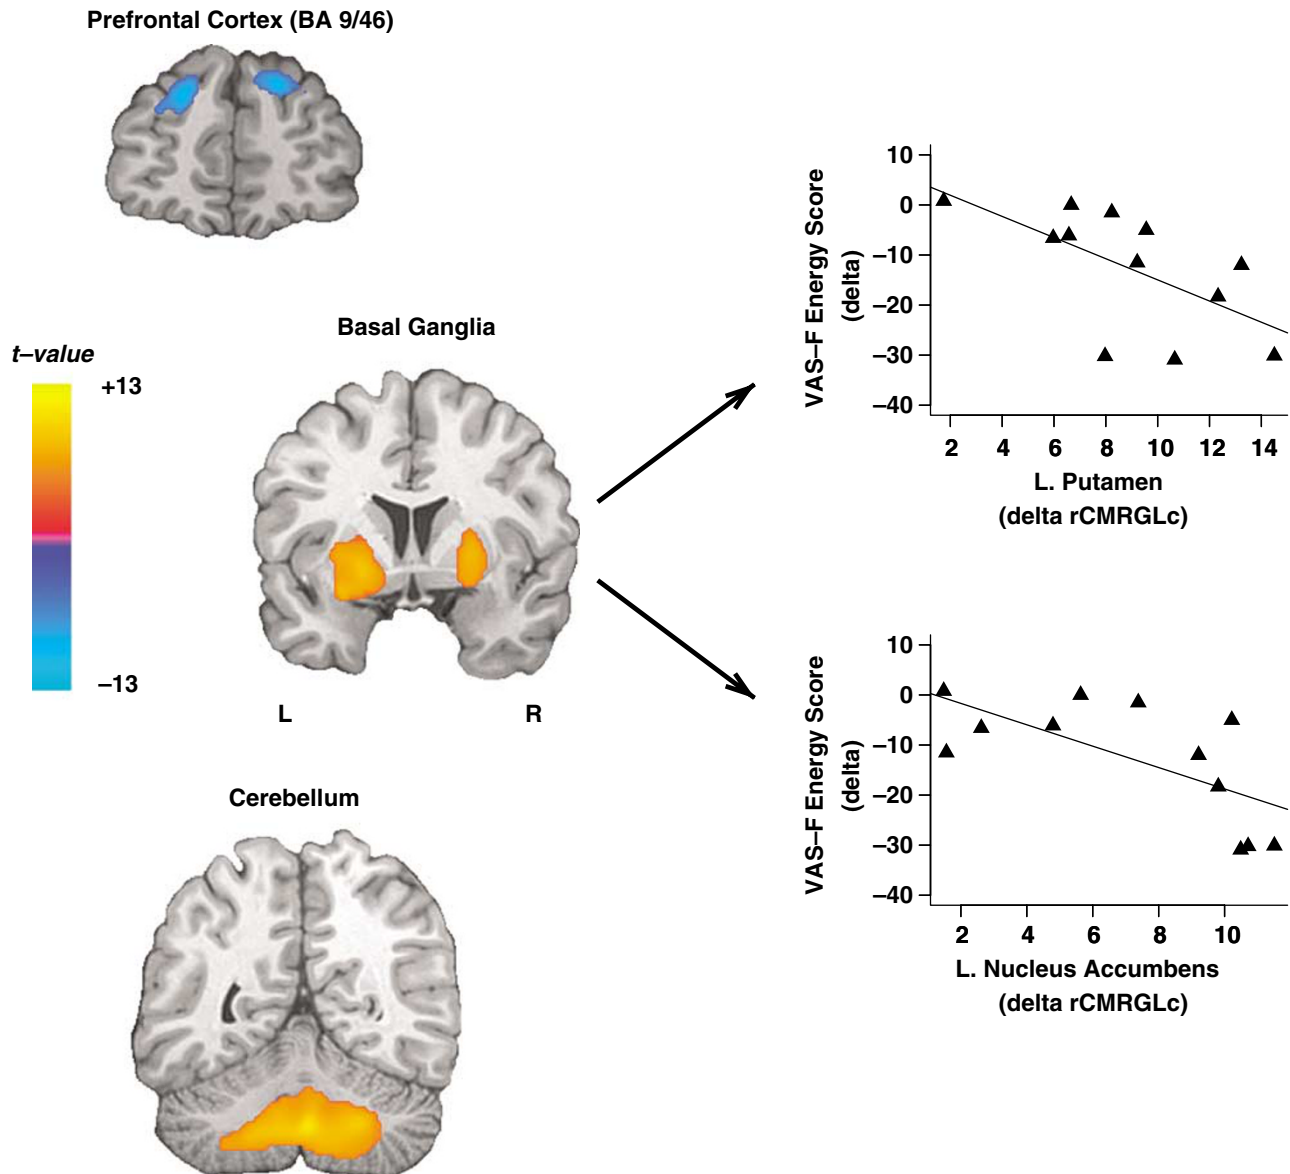 Prefrontal Cortex (BA 9/46)
Basal Ganglia
t–value
+13
–13
L
R
Cerebellum
10
0
–10
–20
–30
–40
VAS–F Energy Score
(delta)
2 4 6 8 10 12 14
L. Putamen
(delta rCMRGLc)
10
0
–10
–20
–30
–40
VAS–F Energy Score
(delta)
2 4 6 8 10
L. Nucleus Accumbens
(delta rCMRGLc)